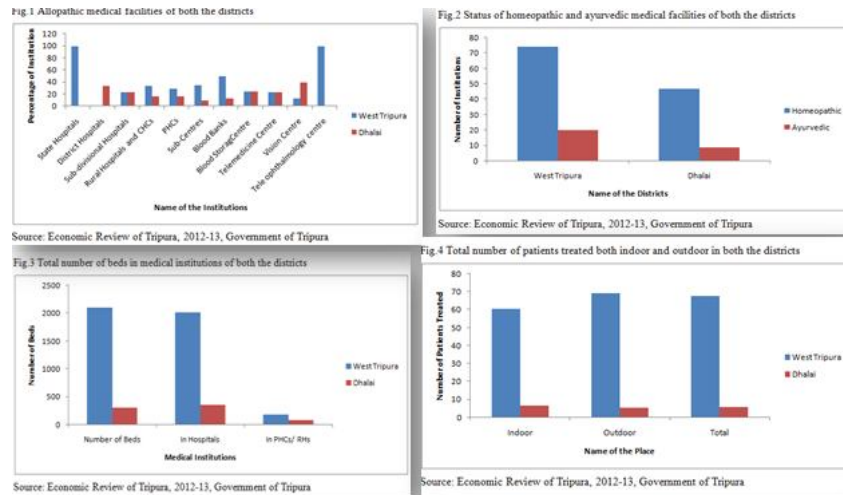 Fig.1 Allopathic medical facilities of both the districts
Percentage of Institution
120
100
80
60
40
20
0
State Hospitals
District Hospitals
Sub-divisional Hospitals
Rural Hospitals and CHCs
PHCs
Sub-Centres
Blood Banks
Blood StoragCentre
Telemedicine Centre
Vision Centre
Tele ophthalmology centre
West Tripura
Dhalai
Name of the Institutions
Source: Economic Review of Tripura, 2012-13, Government of Tripura
Fig.2 Status of homeopathic and ayurvedic medical facilities of both the districts
Number of Institutions
80
70
60
50
40
30
20
10
0
West Tripura
Dhalai
Homeopathic
Ayurvedic
Name of the Districts
Source: Economic Review of Tripura, 2012-13, Government of Tripura
Fig.3 Total number of beds in medical institutions of both the districts
Number of Beds
2500
2000
1500
1000
500
0
Number of Beds
In Hospitals
In PHCs/ RHs
West Tripura
Dhalai
Medical Institutions
Source: Economic Review of Tripura, 2012-13, Government of Tripura
Fig.4 Total number of patients treated both indoor and outdoor in both the districts
Number of Patients Treated
80
70
60
50
40
30
20
10
0
Indoor
Outdoor
Total
West Tripura
Dhalai
Name of the Place
Source: Economic Review of Tripura, 2012-13, Government of Tripura